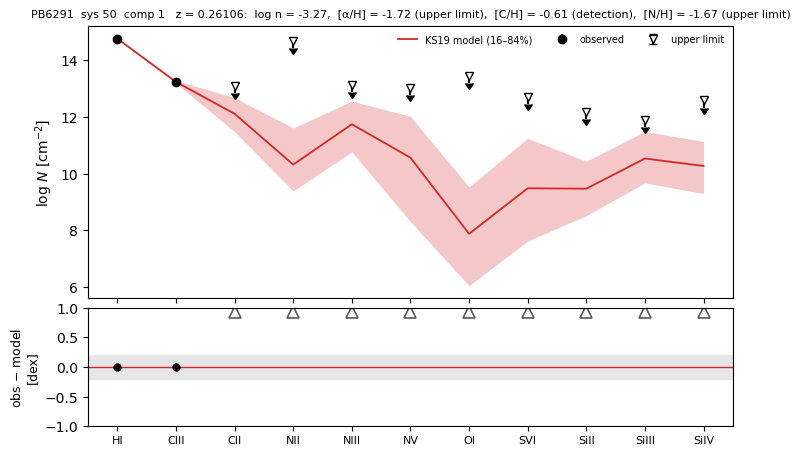 PB6291 sys 50 comp 1 z = 0.26106: log n = -3.27, [α/H] = -1.72 (upper limit), [C/H] = -0.61 (detection), [N/H] = -1.67 (upper limit)
KS19 model (16–84%) observed upper limit
log N [cm⁻²]
14
12
10
8
6
obs − model
[dex]
1.0
0.5
0.0
−0.5
−1.0
HI CIII CII NII NIII NV OI SVI SiII SiIII SiIV